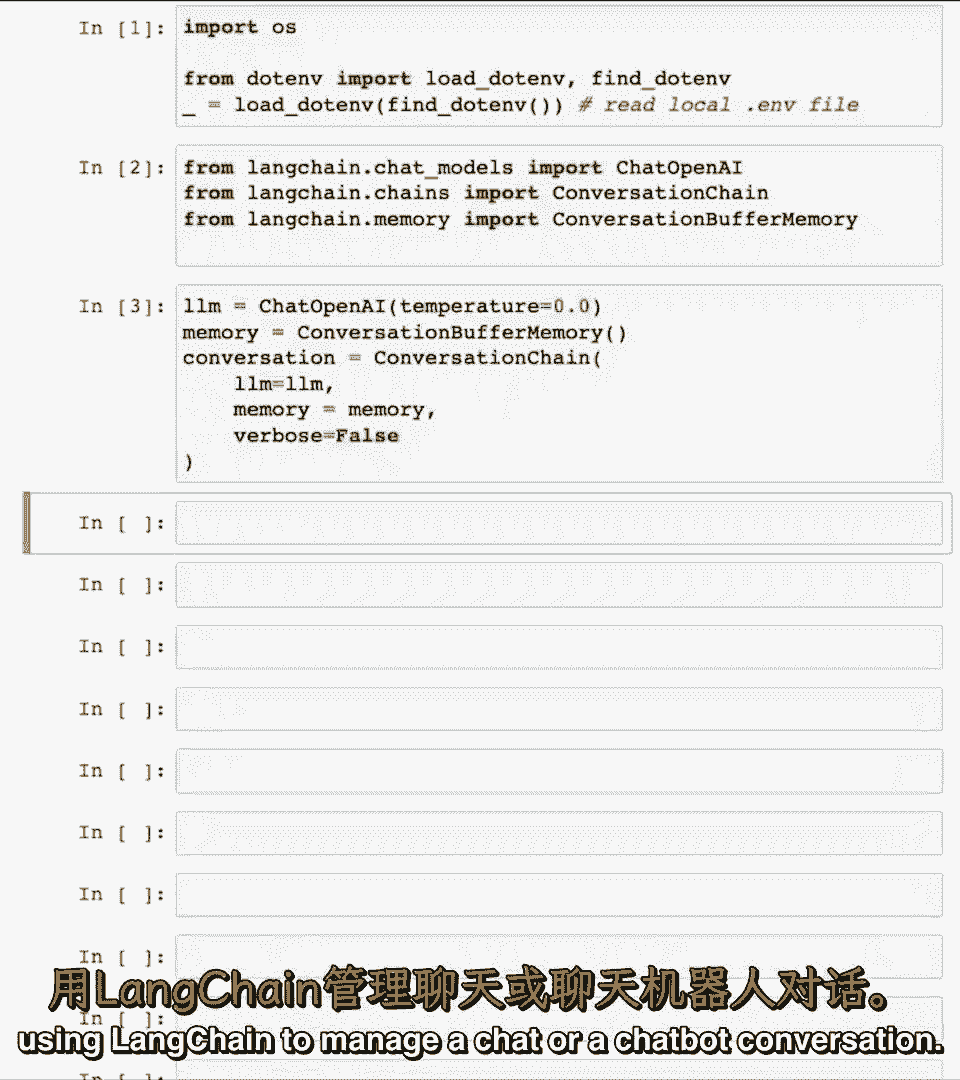 In [1]: import os
from dotenv import load_dotenv, find_dotenv
_ = load_dotenv(find_dotenv()) # read local .env file
In [2]: from langchain.chat_models import ChatOpenAI
from langchain.chains import ConversationChain
from langchain.memory import ConversationBufferMemory
In [3]: llm = ChatOpenAI(temperature=0.0)
memory = ConversationBufferMemory()
conversation = ConversationChain(
    llm=llm,
    memory = memory,
    verbose=False
)
In [ ]:
In [ ]:
In [ ]:
In [ ]:
In [ ]:
In [ ]:
In [ ]:
In [ ]:
用LangChain管理聊天或聊天机器人对话。
In [ ]:
using LangChain to manage a chat or a chatbot conversation.
In [ ]: